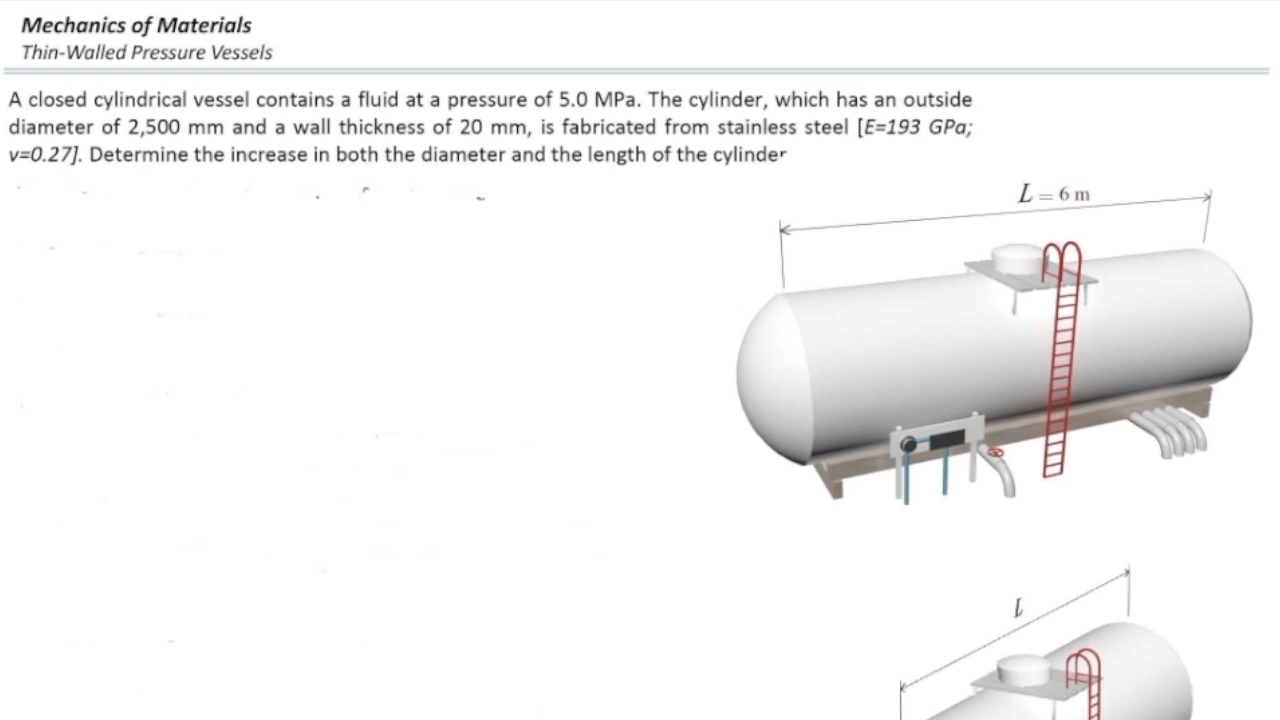 Mechanics of Materials
Thin-Walled Pressure Vessels
A closed cylindrical vessel contains a fluid at a pressure of 5.0 MPa. The cylinder, which has an outside
diameter of 2,500 mm and a wall thickness of 20 mm, is fabricated from stainless steel [E=193 GPa;
v=0.27]. Determine the increase in both the diameter and the length of the cylinder
L = 6 m
L